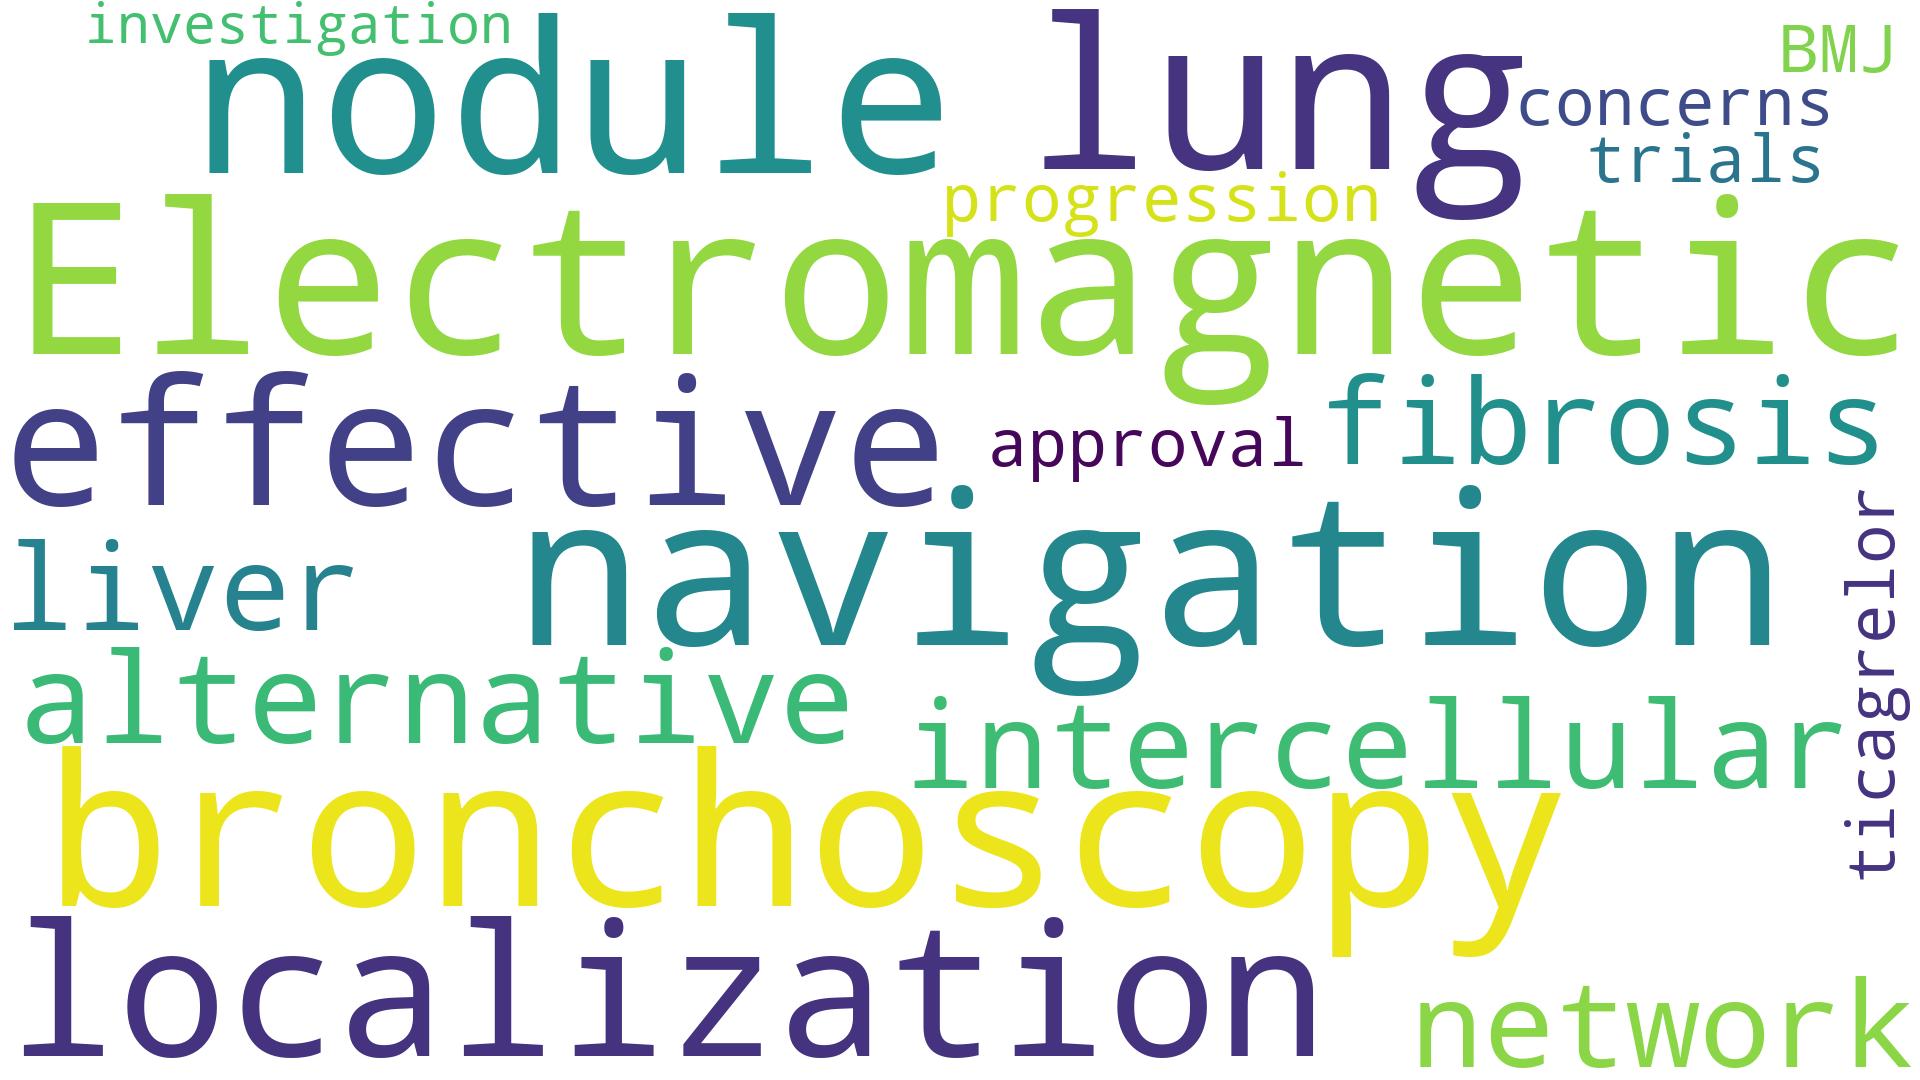 investigation
nodule lung
BMJ
concerns
trials
progression
Electromagnetic
effective
approval
fibrosis
navigation
liver
ticagrelor
alternative
intercellular
bronchoscopy
localization
network